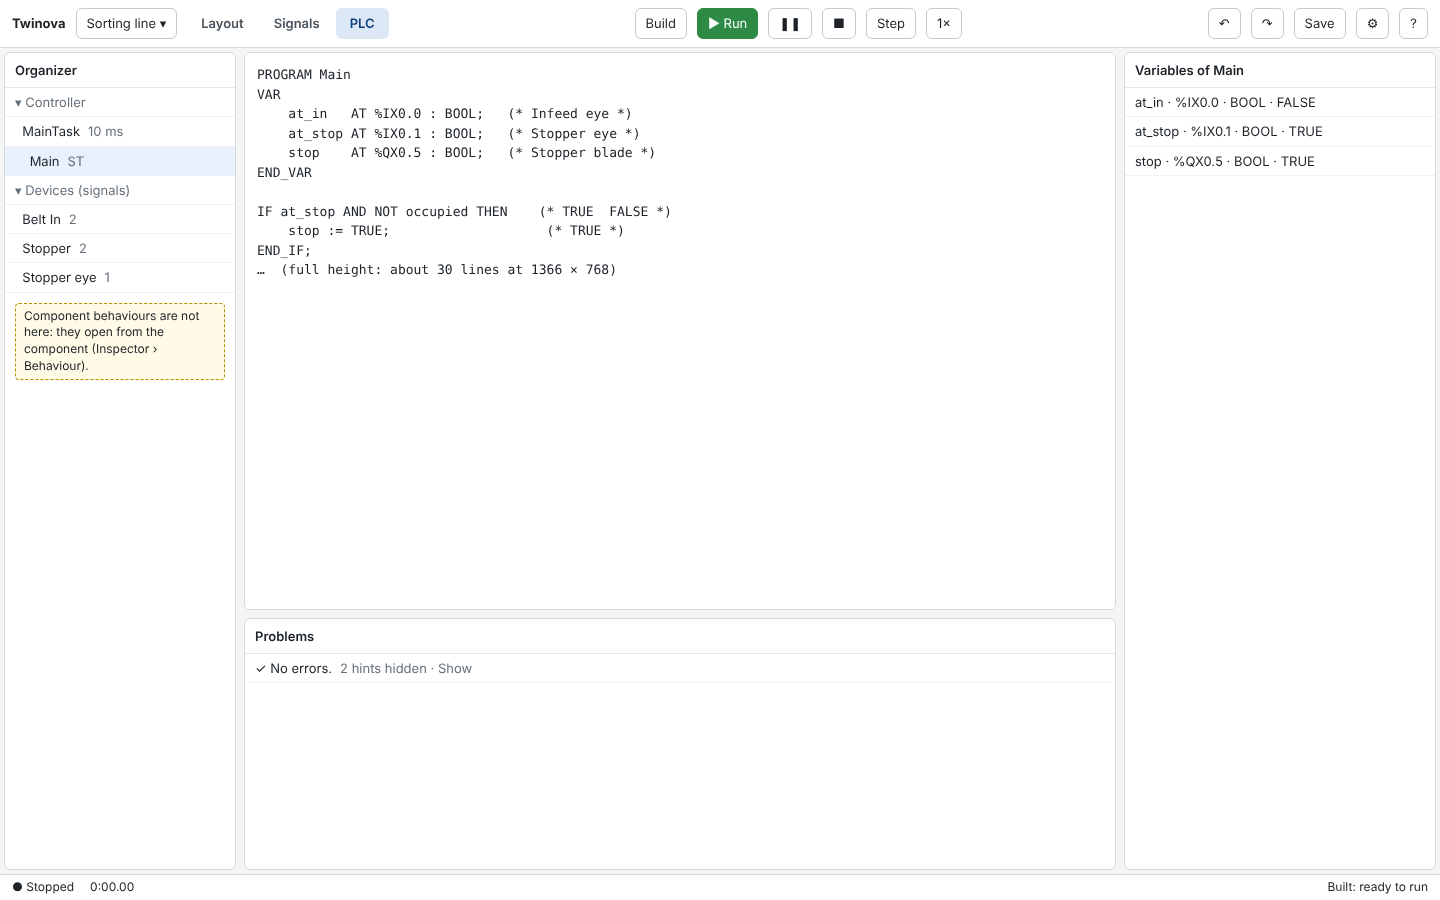 Twinova
Sorting line ▾
Layout
Signals
PLC
Build
▶ Run
❚❚
■
Step
1×
↶
↷
Save
⚙
?
Organizer
▾ Controller
MainTask 10 ms
Main ST
▾ Devices (signals)
Belt In 2
Stopper 2
Stopper eye 1
Component behaviours are not
here: they open from the
component (Inspector ›
Behaviour).
PROGRAM Main
VAR
    at_in   AT %IX0.0 : BOOL;   (* Infeed eye *)
    at_stop AT %IX0.1 : BOOL;   (* Stopper eye *)
    stop    AT %QX0.5 : BOOL;   (* Stopper blade *)
END_VAR
IF at_stop AND NOT occupied THEN    (* TRUE  FALSE *)
    stop := TRUE;                    (* TRUE *)
END_IF;
…  (full height: about 30 lines at 1366 × 768)
Problems
✓ No errors. 2 hints hidden · Show
Variables of Main
at_in · %IX0.0 · BOOL · FALSE
at_stop · %IX0.1 · BOOL · TRUE
stop · %QX0.5 · BOOL · TRUE
● Stopped 0:00.00
Built: ready to run